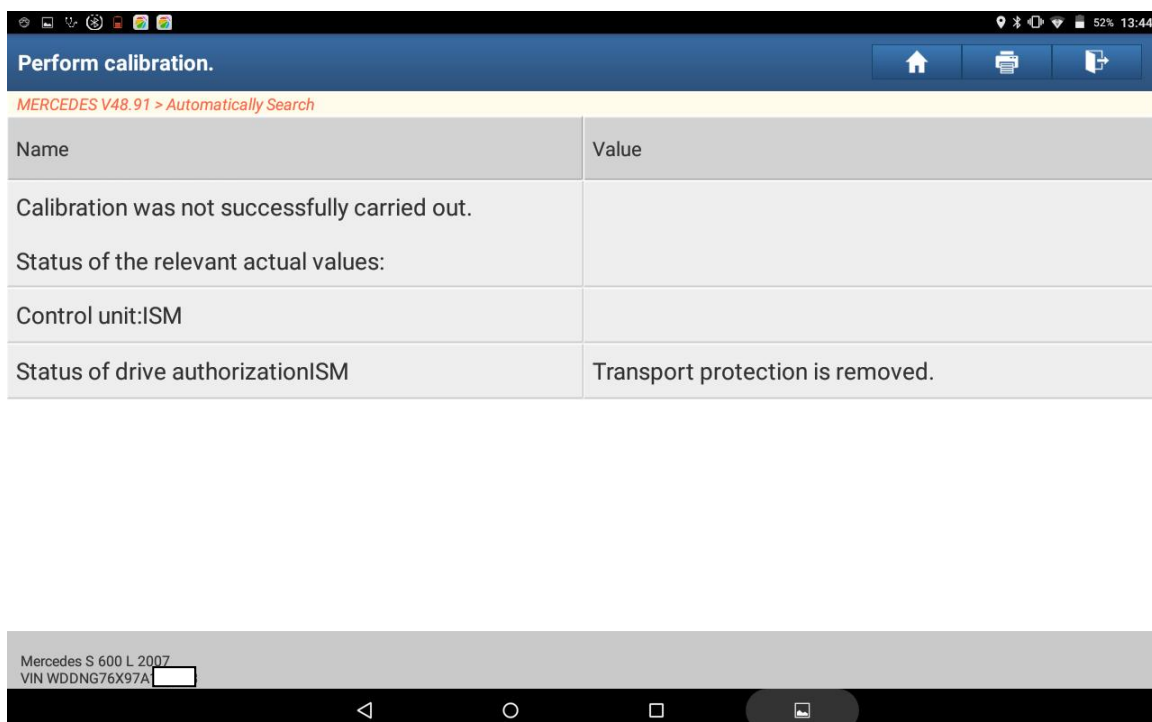 52% 13:44
Perform calibration.
MERCEDES V48.91 > Automatically Search
Name Value
Calibration was not successfully carried out.
Status of the relevant actual values:
Control unit:ISM
Status of drive authorizationISM Transport protection is removed.
Mercedes S 600 L 2007
VIN WDDNG76X97A